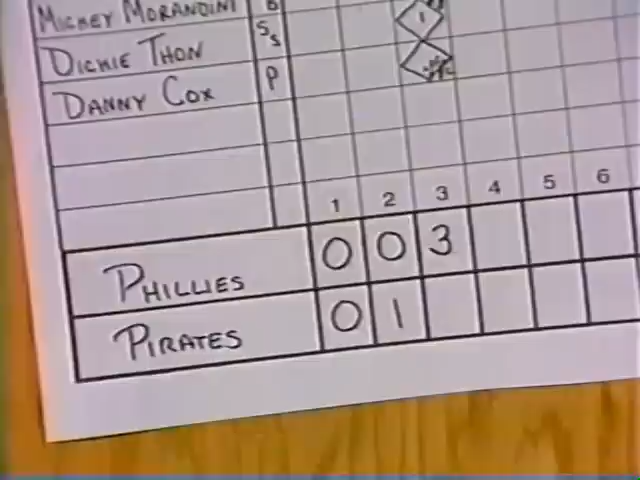 MICKEY MORANDINI
DICKIE THON SS
DANNY COX P
1 2 3 4 5 6
PHILLIES 0 0 3
PIRATES 0 1